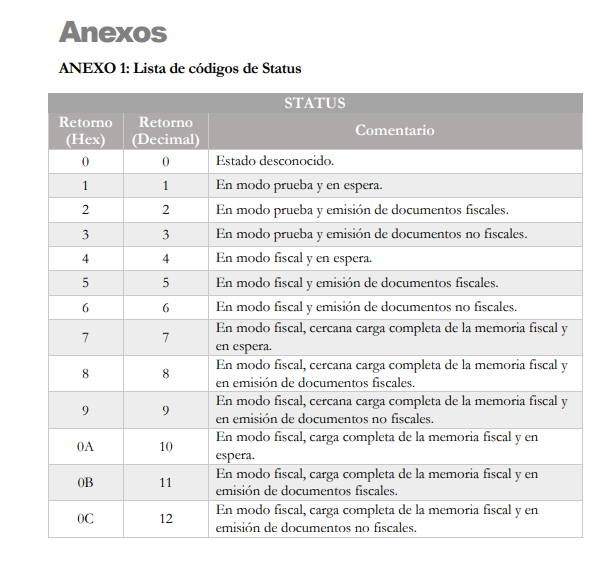 Anexos
ANEXO 1: Lista de códigos de Status
STATUS
Retorno (Hex) Retorno (Decimal) Comentario
0 0 Estado desconocido.
1 1 En modo prueba y en espera.
2 2 En modo prueba y emisión de documentos fiscales.
3 3 En modo prueba y emisión de documentos no fiscales.
4 4 En modo fiscal y en espera.
5 5 En modo fiscal y emisión de documentos fiscales.
6 6 En modo fiscal y emisión de documentos no fiscales.
7 7 En modo fiscal, cercana carga completa de la memoria fiscal y
en espera.
8 8 En modo fiscal, cercana carga completa de la memoria fiscal y
en emisión de documentos fiscales.
9 9 En modo fiscal, cercana carga completa de la memoria fiscal y
en emisión de documentos no fiscales.
0A 10 En modo fiscal, carga completa de la memoria fiscal y en
espera.
0B 11 En modo fiscal, carga completa de la memoria fiscal y en
emisión de documentos fiscales.
0C 12 En modo fiscal, carga completa de la memoria fiscal y en
emisión de documentos no fiscales.